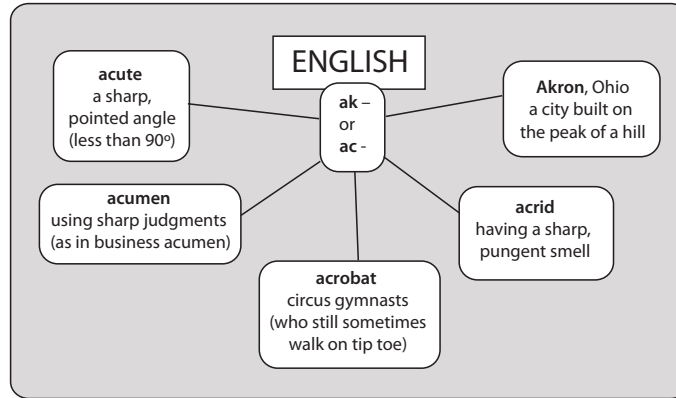 ENGLISH
ak –
or
ac -
acute
a sharp,
pointed angle
(less than 90º)
Akron, Ohio
a city built on
the peak of a hill
acumen
using sharp judgments
(as in business acumen)
acrid
having a sharp,
pungent smell
acrobat
circus gymnasts
(who still sometimes
walk on tip toe)